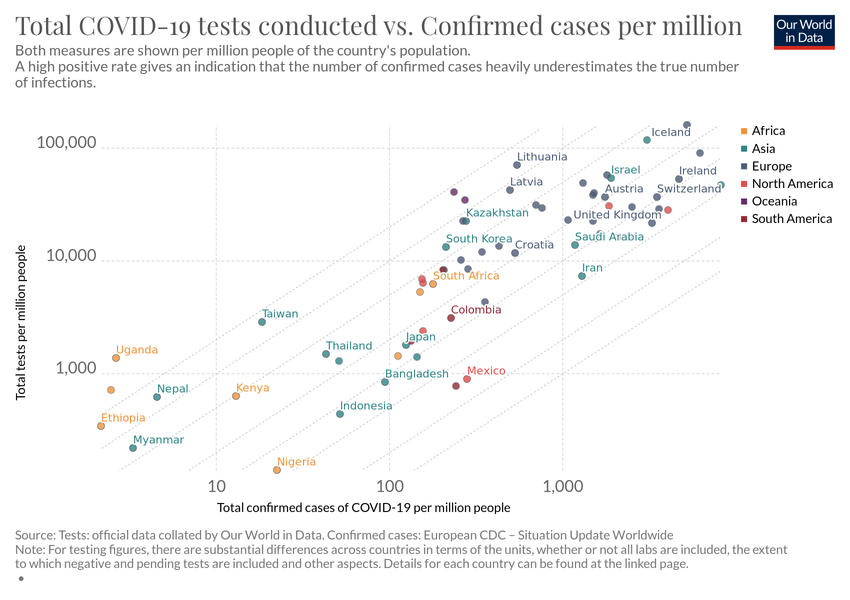 Total COVID-19 tests conducted vs. Confirmed cases per million
Our World
in Data
Both measures are shown per million people of the country's population.
A high positive rate gives an indication that the number of confirmed cases heavily underestimates the true number
of infections.
100,000
10,000
1,000
Total tests per million people
Iceland
Lithuania
Latvia
Israel
Ireland
Austria
Switzerland
Kazakhstan
United Kingdom
South Korea
Croatia
Saudi Arabia
South Africa
Iran
Taiwan
Colombia
Uganda
Thailand
Japan
Nepal
Kenya
Bangladesh
Mexico
Ethiopia
Indonesia
Myanmar
Nigeria
10
100
1,000
Total confirmed cases of COVID-19 per million people
Africa
Asia
Europe
North America
Oceania
South America
Source: Tests: official data collated by Our World in Data. Confirmed cases: European CDC – Situation Update Worldwide
Note: For testing figures, there are substantial differences across countries in terms of the units, whether or not all labs are included, the extent
to which negative and pending tests are included and other aspects. Details for each country can be found at the linked page.
•